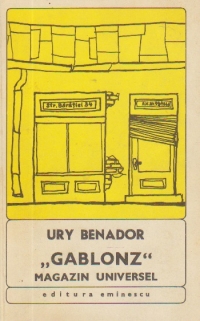 Str. Bărăției 34
URY BENADOR
„GABLONZ“
MAGAZIN UNIVERSEL
editura eminescu